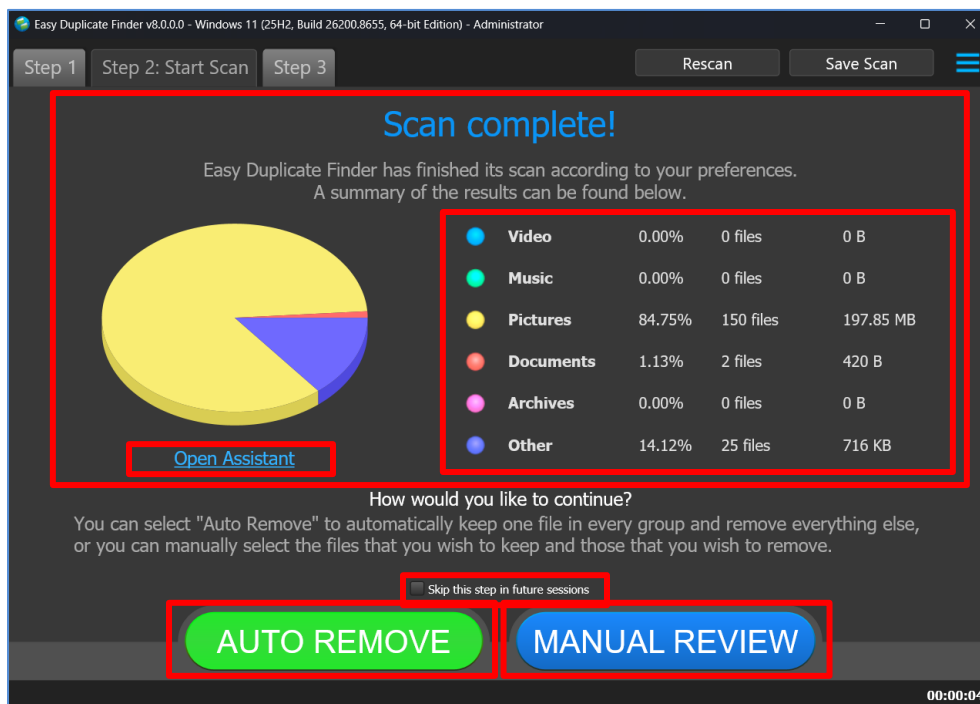 Easy Duplicate Finder v8.0.0.0 - Windows 11 (25H2, Build 26200.8655, 64-bit Edition) - Administrator
Step 1 Step 2: Start Scan Step 3 Rescan Save Scan
Scan complete!
Easy Duplicate Finder has finished its scan according to your preferences.
A summary of the results can be found below.
Video 0.00% 0 files 0 B
Music 0.00% 0 files 0 B
Pictures 84.75% 150 files 197.85 MB
Documents 1.13% 2 files 420 B
Archives 0.00% 0 files 0 B
Other 14.12% 25 files 716 KB
Open Assistant
How would you like to continue?
You can select "Auto Remove" to automatically keep one file in every group and remove everything else,
or you can manually select the files that you wish to keep and those that you wish to remove.
Skip this step in future sessions
AUTO REMOVE MANUAL REVIEW
00:00:04